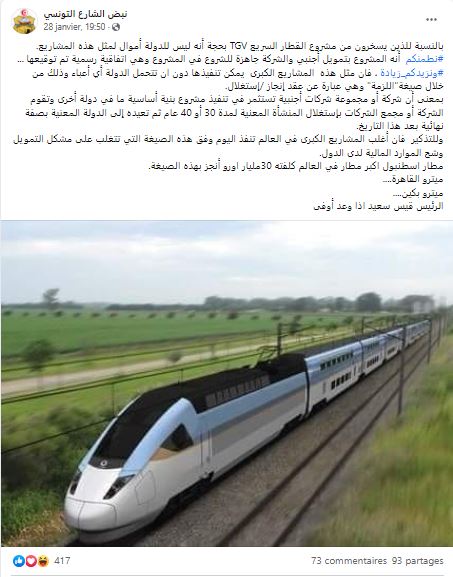 نبض الشارع التونسي
28 janvier, 19:50
بالنسبة للذين يسخرون من مشروع القطار السريع TGV بحجة أنه ليس للدولة أموال لمثل هذه المشاريع.
#نطمنكم أنه المشروع بتمويل أجنبي والشركة جاهزة للشروع في المشروع وهي اتفاقية رسمية تم توقيعها ...
#ونزيدكم_زيادة ، فان مثل هذه المشاريع الكبرى يمكن تنفيذها دون ان تتحمل الدولة أي أعباء وذلك من
خلال صيغة"اللزمة" وهي عبارة عن عقد إنجاز /إستغلال.
بمعنى أن شركة أو مجموعة شركات أجنبية تستثمر في تنفيذ مشروع بنية أساسية ما في دولة أخرى وتقوم
الشركة أو مجمع الشركات بإستغلال المنشأة المعنية لمدة 30 أو 40 عام ثم تعيده إلى الدولة المعنية بصفة
نهائية بعد هذا التاريخ.
وللتذكير فان أغلب المشاريع الكبرى في العالم تنفذ اليوم وفق هذه الصيغة التي تتغلب على مشكل التمويل
وشح الموارد المالية لدى الدول.
مطار اسطنبول اكبر مطار في العالم كلفته 30مليار اورو أنجز بهذه الصيغة.
ميترو القاهرة....
ميترو بكين....
الرئيس قيس سعيد اذا وعد أوفى
417
73 commentaires 93 partages